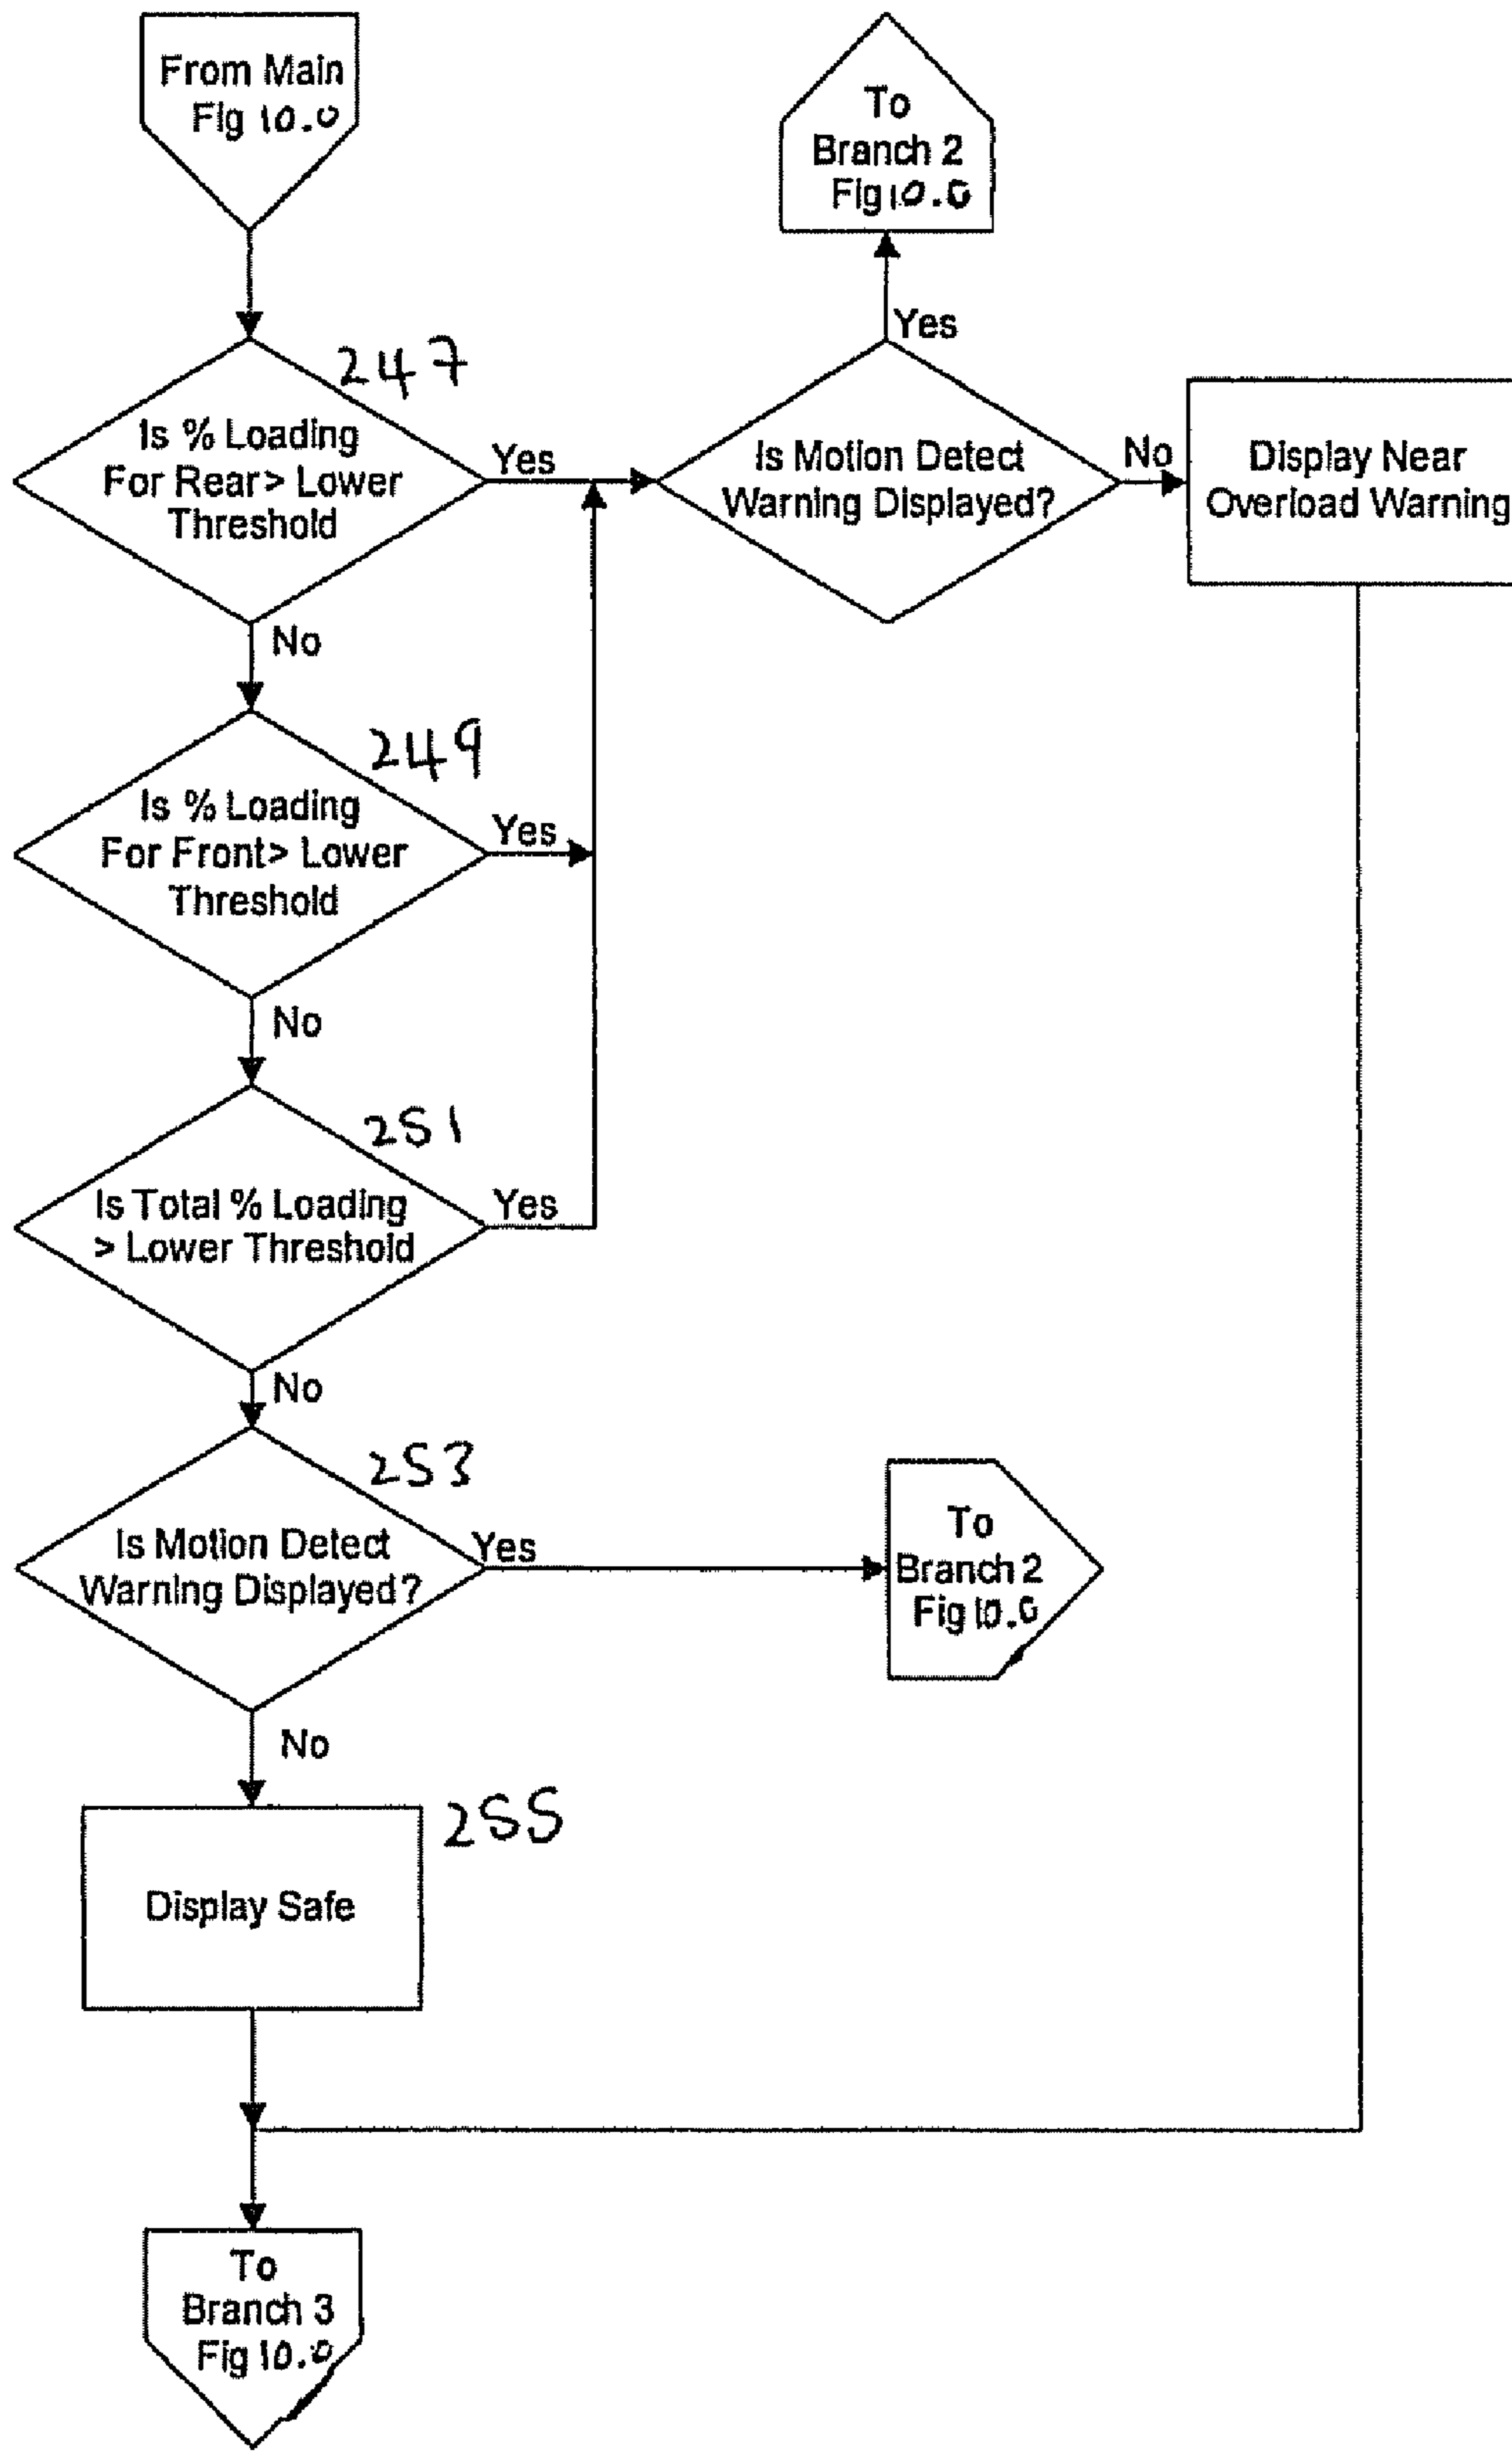 From Main
Fig 10.0
To
Branch 2
Fig 10.0
Yes
247
Is % Loading
For Rear> Lower
Threshold
Yes
Is Motion Detect
Warning Displayed?
No
Display Near
Overload Warning
No
249
Is % Loading
For Front> Lower
Threshold
Yes
No
251
Is Total % Loading
> Lower Threshold
Yes
No
253
Is Motion Detect
Warning Displayed?
Yes
To
Branch 2
Fig 10.0
No
255
Display Safe
To
Branch 3
Fig 10.0